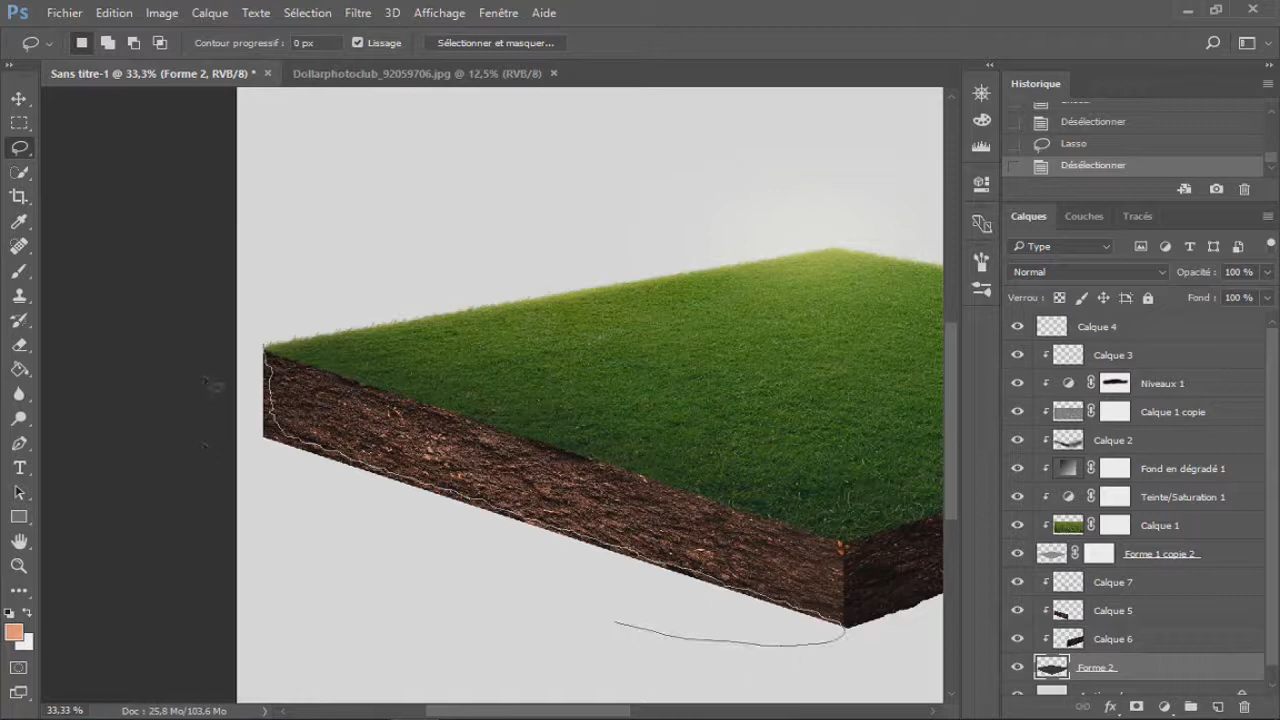 Ps Fichier Edition Image Calque Texte Sélection Filtre 3D Affichage Fenêtre Aide
Contour progressif : 0 px Lissage Sélectionner et masquer...
Sans titre-1 @ 33,3% (Forme 2, RVB/8) * Dollarphotoclub_92059706.jpg @ 12,5% (RVB/8)
Historique
Désélectionner
Lasso
Désélectionner
Calques Couches Tracés
Type
Normal Opacité : 100 %
Verrou : Fond : 100 %
Calque 4
Calque 3
Niveaux 1
Calque 1 copie
Calque 2
Fond en dégradé 1
Teinte/Saturation 1
Calque 1
Forme 1 copie 2
Calque 7
Calque 5
Calque 6
Forme 2
33,33 % Doc : 25,8 Mo/103,6 Mo
fx